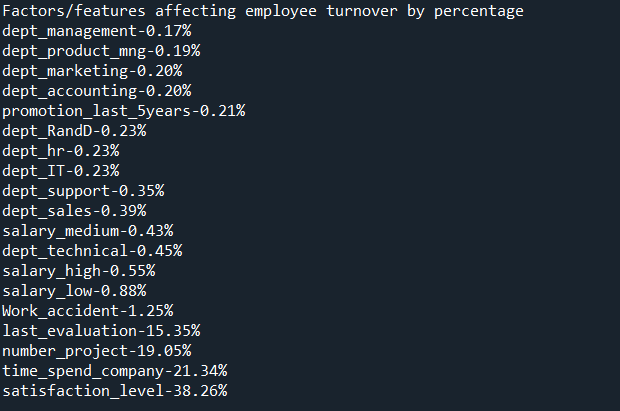 Factors/features affecting employee turnover by percentage
dept_management-0.17%
dept_product_mng-0.19%
dept_marketing-0.20%
dept_accounting-0.20%
promotion_last_5years-0.21%
dept_RandD-0.23%
dept_hr-0.23%
dept_IT-0.23%
dept_support-0.35%
dept_sales-0.39%
salary_medium-0.43%
dept_technical-0.45%
salary_high-0.55%
salary_low-0.88%
Work_accident-1.25%
last_evaluation-15.35%
number_project-19.05%
time_spend_company-21.34%
satisfaction_level-38.26%